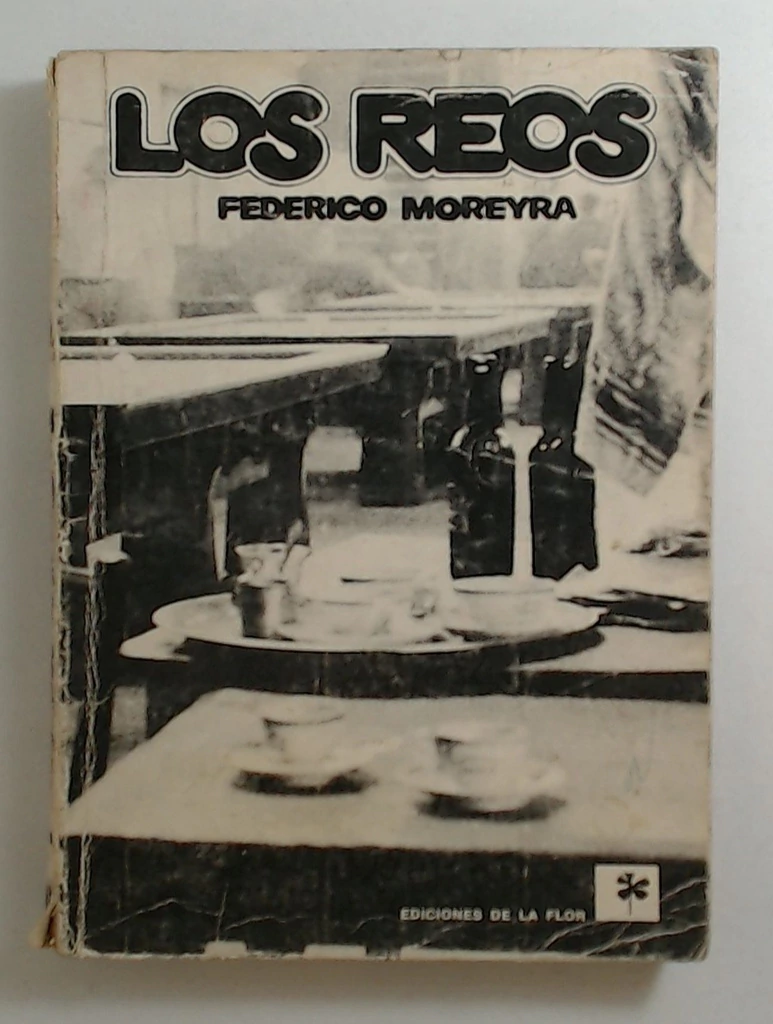 LOS REOS
FEDERICO MOREYRA
EDICIONES DE LA FLOR